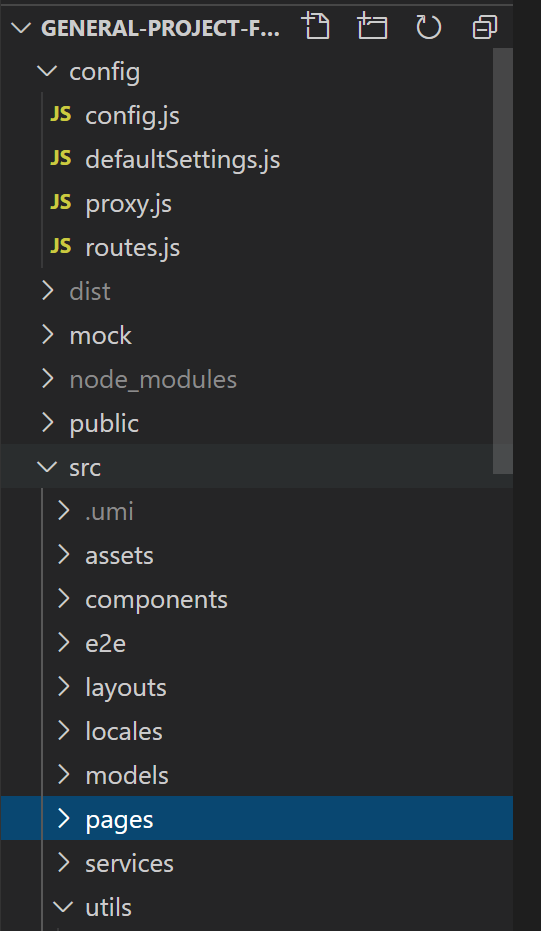 GENERAL-PROJECT-F...
config
JS config.js
JS defaultSettings.js
JS proxy.js
JS routes.js
dist
mock
node_modules
public
src
.umi
assets
components
e2e
layouts
locales
models
pages
services
utils